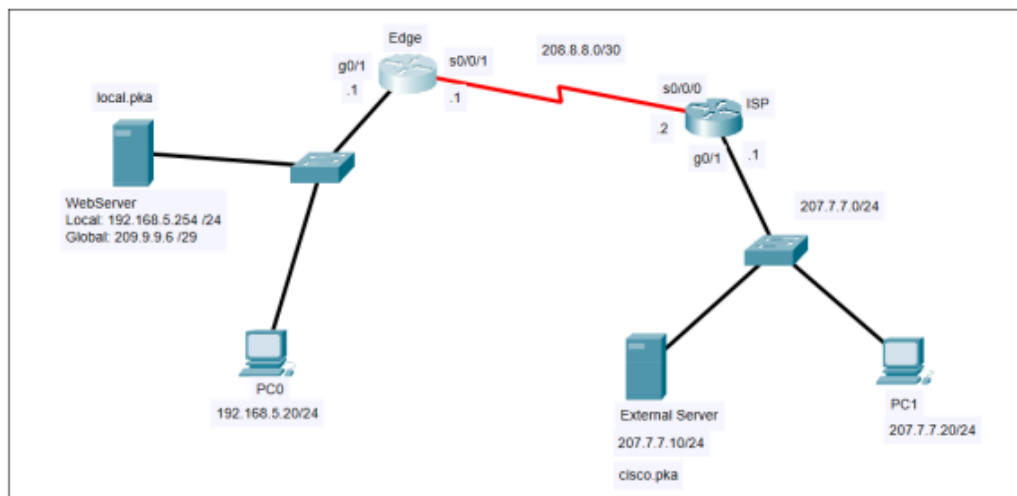 Edge
208.8.8.0/30
g0/1
s0/0/1
.1
.1
s0/0/0
ISP
.2
g0/1
.1
local.pka
WebServer
Local: 192.168.5.254 /24
Global: 209.9.9.6 /29
207.7.7.0/24
PC0
192.168.5.20/24
External Server
207.7.7.10/24
cisco.pka
PC1
207.7.7.20/24